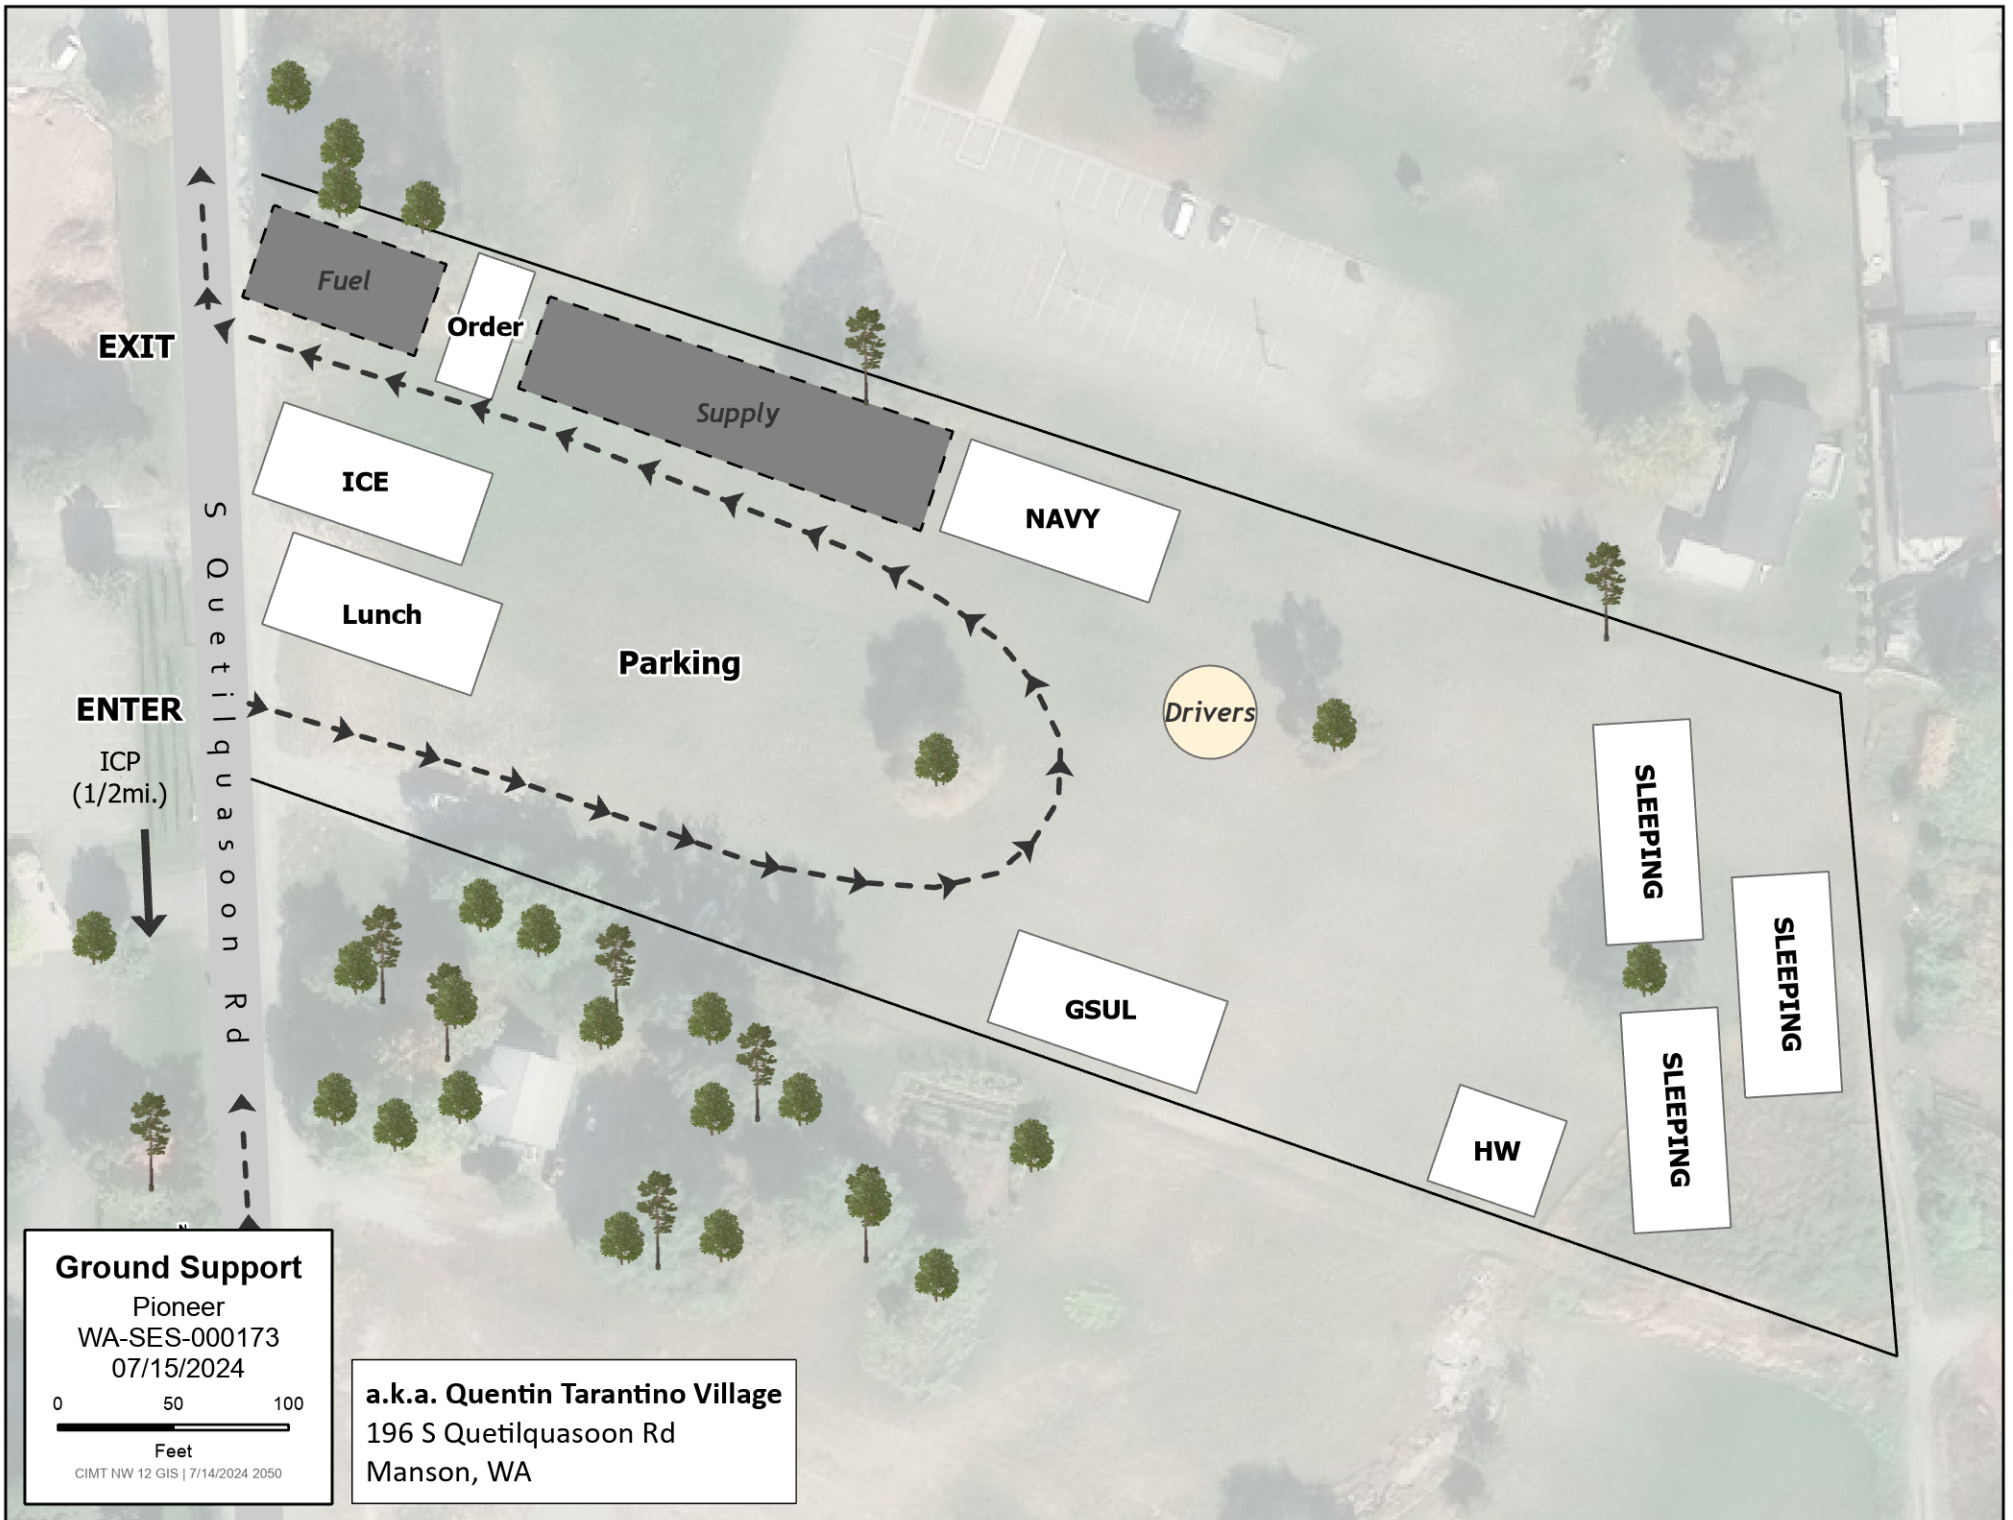 Fuel
Order
EXIT
Supply
ICE
NAVY
Lunch
Parking
ENTER
ICP
(1/2mi.)
S Quetilquasoon Rd
Drivers
SLEEPING
SLEEPING
SLEEPING
GSUL
HW
N
Ground Support
Pioneer
WA-SES-000173
07/15/2024
0 50 100
Feet
CIMT NW 12 GIS | 7/14/2024 2050
a.k.a. Quentin Tarantino Village
196 S Quetilquasoon Rd
Manson, WA